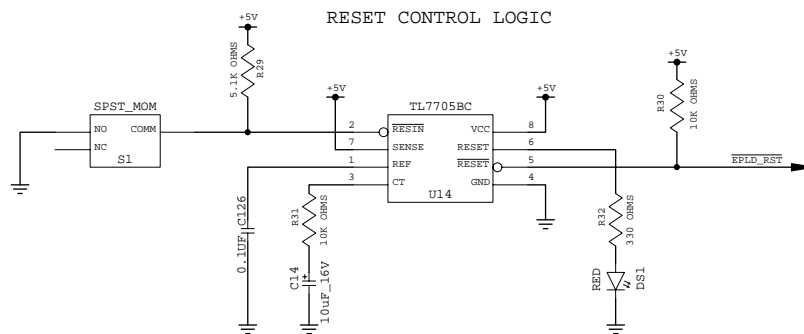 RESET CONTROL LOGIC
+5V
5.1K OHMS
R29
+5V
+5V
+5V
R30
10K OHMS
SPST_MOM
NO COMM
NC
S1
TL7705BC
2 RESIN VCC 8
7 SENSE RESET 6
1 REF RESET 5
3 CT GND 4
U14
EPLD_RST
0.1UF C126
R31
10K OHMS
C14
+
10uF_16V
R32
330 OHMS
RED
DS1